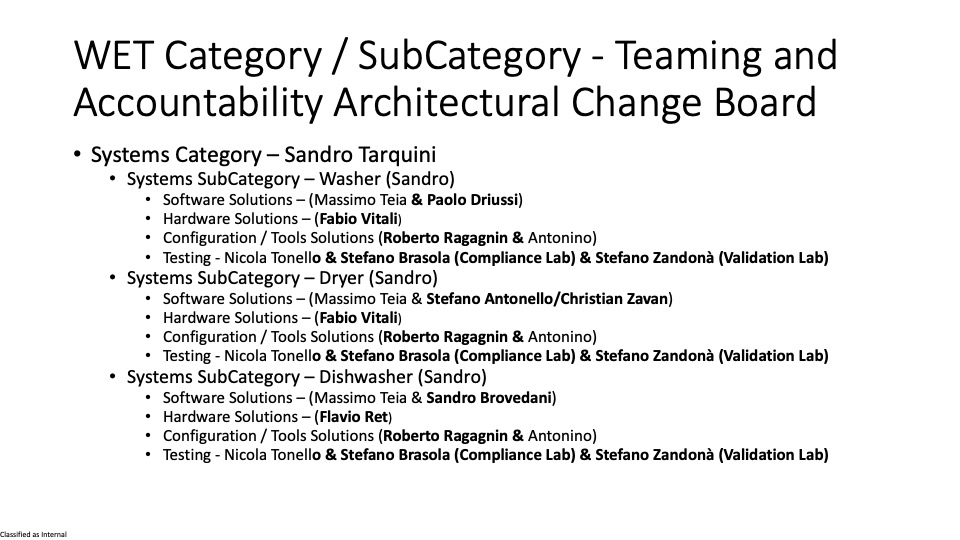 WET Category / SubCategory - Teaming and
Accountability Architectural Change Board
• Systems Category – Sandro Tarquini
• Systems SubCategory – Washer (Sandro)
• Software Solutions – (Massimo Teia & Paolo Driussi)
• Hardware Solutions – (Fabio Vitali)
• Configuration / Tools Solutions (Roberto Ragagnin & Antonino)
• Testing - Nicola Tonello & Stefano Brasola (Compliance Lab) & Stefano Zandonà (Validation Lab)
• Systems SubCategory – Dryer (Sandro)
• Software Solutions – (Massimo Teia & Stefano Antonello/Christian Zavan)
• Hardware Solutions – (Fabio Vitali)
• Configuration / Tools Solutions (Roberto Ragagnin & Antonino)
• Testing - Nicola Tonello & Stefano Brasola (Compliance Lab) & Stefano Zandonà (Validation Lab)
• Systems SubCategory – Dishwasher (Sandro)
• Software Solutions – (Massimo Teia & Sandro Brovedani)
• Hardware Solutions – (Flavio Ret)
• Configuration / Tools Solutions (Roberto Ragagnin & Antonino)
• Testing - Nicola Tonello & Stefano Brasola (Compliance Lab) & Stefano Zandonà (Validation Lab)
Classified as Internal